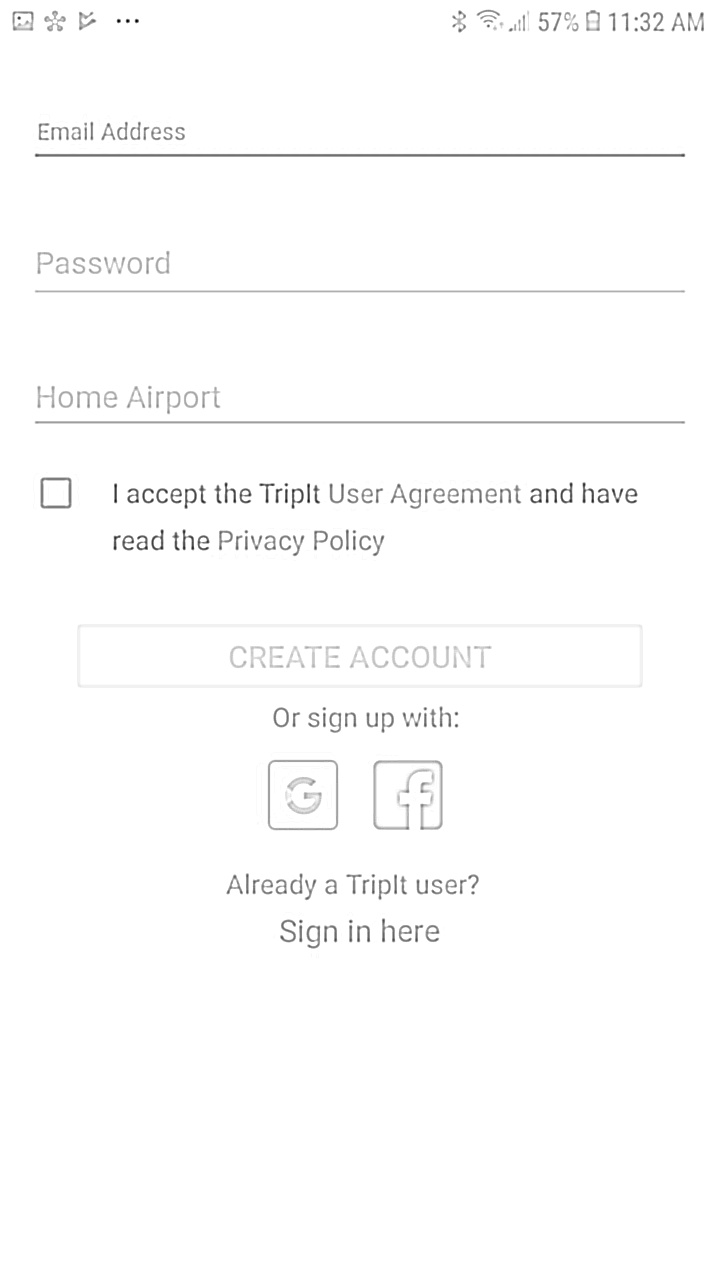 57% 11:32 AM
Email Address
Password
Home Airport
I accept the TripIt User Agreement and have
read the Privacy Policy
CREATE ACCOUNT
Or sign up with:
G f
Already a TripIt user?
Sign in here